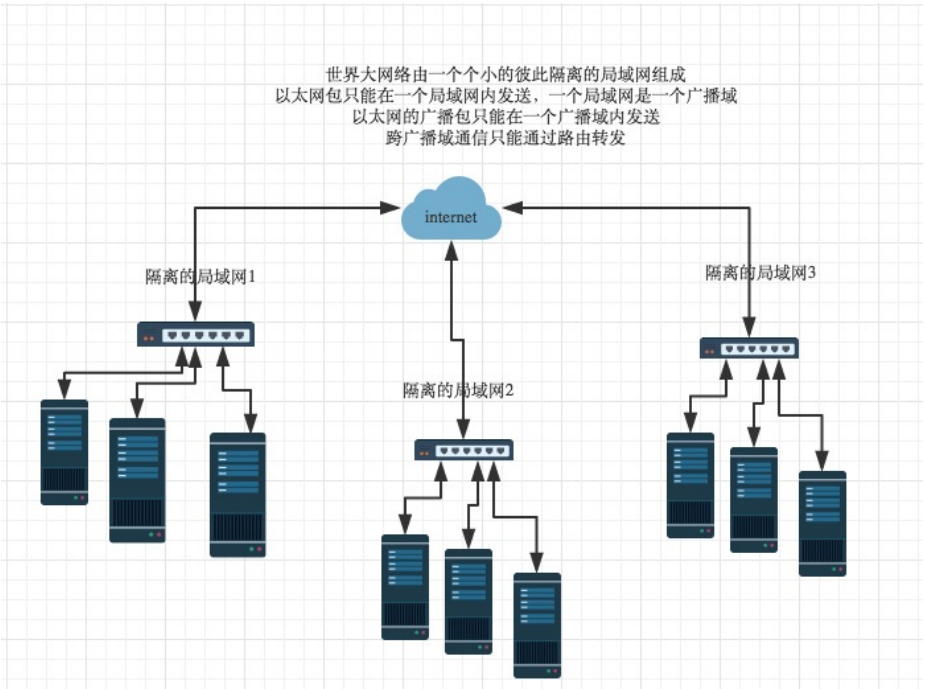 世界大网络由一个个小的彼此隔离的局域网组成
以太网包只能在一个局域网内发送，一个局域网是一个广播域
以太网的广播包只能在一个广播域内发送
跨广播域通信只能通过路由转发
internet
隔离的局域网1
隔离的局域网3
隔离的局域网2